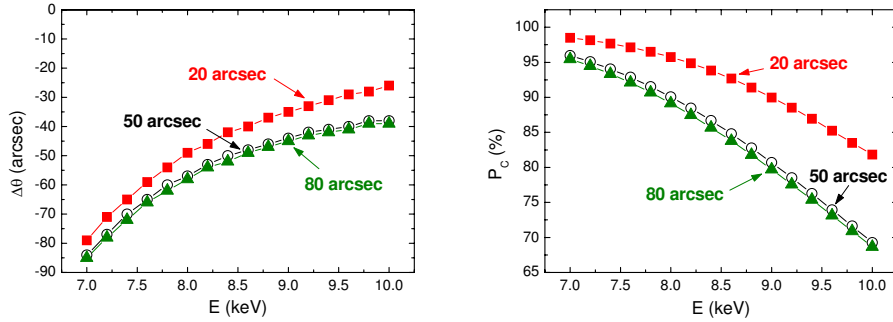 0
-10
-20
-30
-40
-50
-60
-70
-80
-90
7.0 7.5 8.0 8.5 9.0 9.5 10.0
Δθ (arcsec)
E (keV)
20 arcsec
50 arcsec
80 arcsec
100
95
90
85
80
75
70
65
7.0 7.5 8.0 8.5 9.0 9.5 10.0
P_C (%)
E (keV)
20 arcsec
50 arcsec
80 arcsec